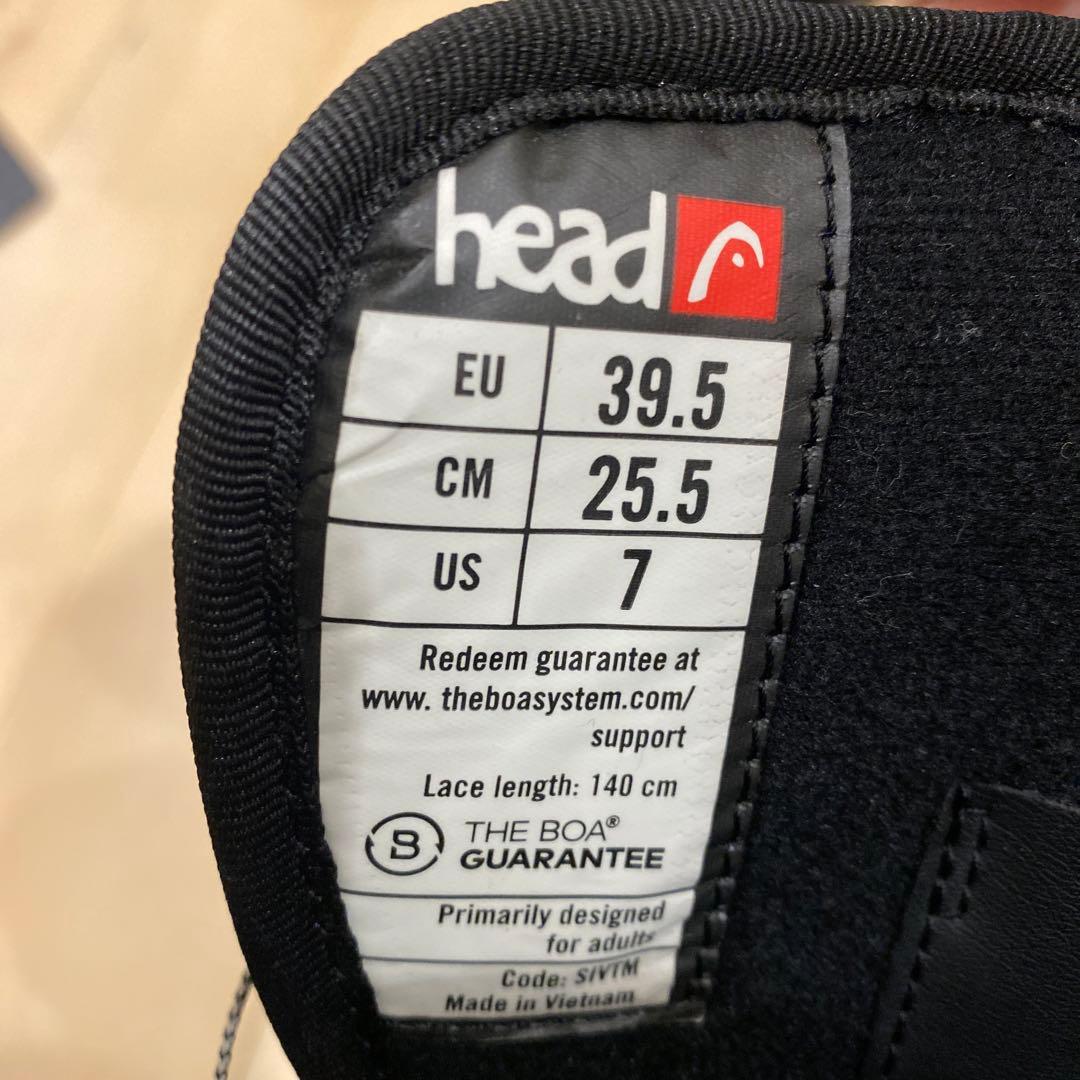 head
EU 39.5
CM 25.5
US 7
Redeem guarantee at
www. theboasystem.com/
support
Lace length: 140 cm
B THE BOA®
GUARANTEE
Primarily designed
for adults
Code: SIVTM
Made in Vietnam